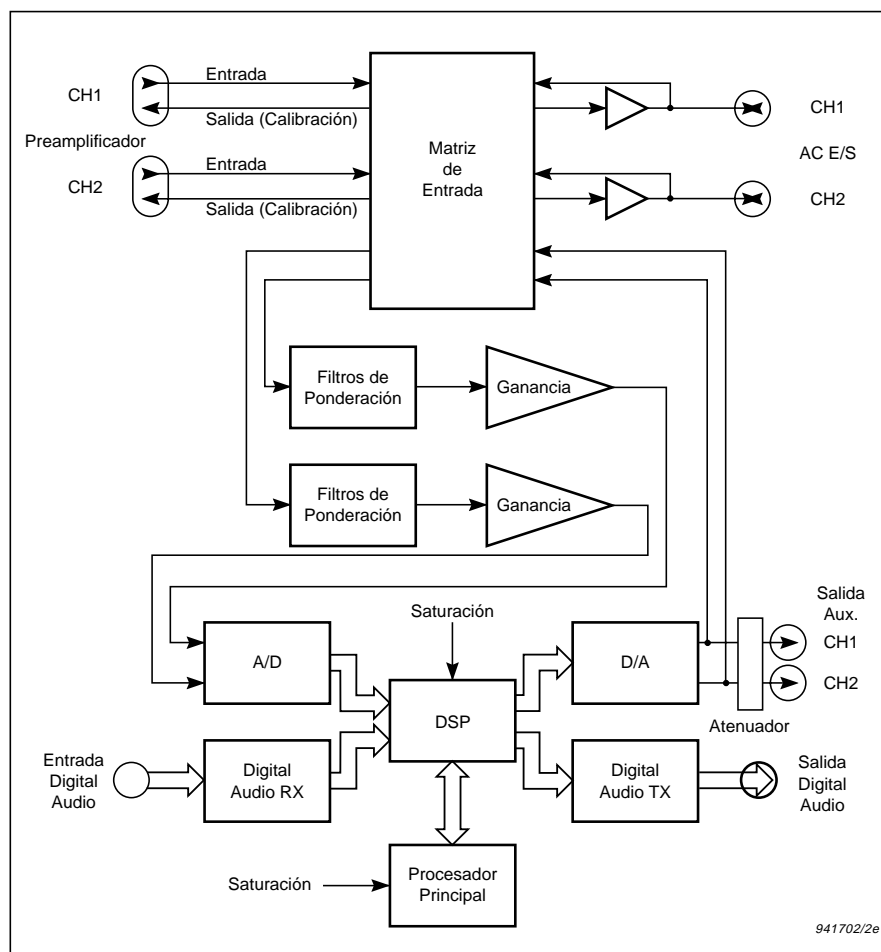 CH1
Entrada
Salida (Calibración)
Preamplificador
CH2
Entrada
Salida (Calibración)
Matriz
de
Entrada
CH1
AC E/S
CH2
Filtros de
Ponderación
Ganancia
Filtros de
Ponderación
Ganancia
Saturación
A/D
DSP
D/A
Salida
Aux.
CH1
CH2
Atenuador
Entrada
Digital
Audio
Digital
Audio RX
Digital
Audio TX
Salida
Digital
Audio
Saturación
Procesador
Principal
941702/2e